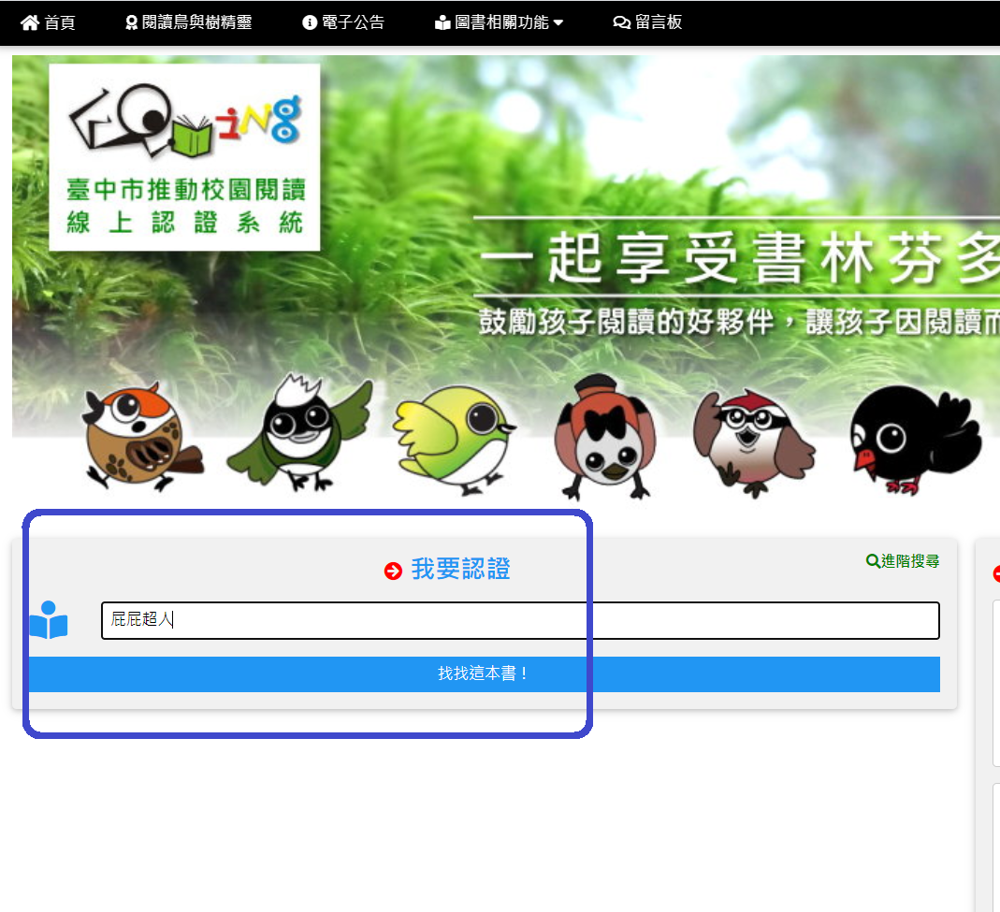 首頁 閱讀鳥與樹精靈 電子公告 圖書相關功能 留言板
ing
臺中市推動校園閱讀
線上認證系統
一起享受書林芬多
鼓勵孩子閱讀的好夥伴，讓孩子因閱讀而
我要認證
進階搜尋
屁屁超人
找找這本書！